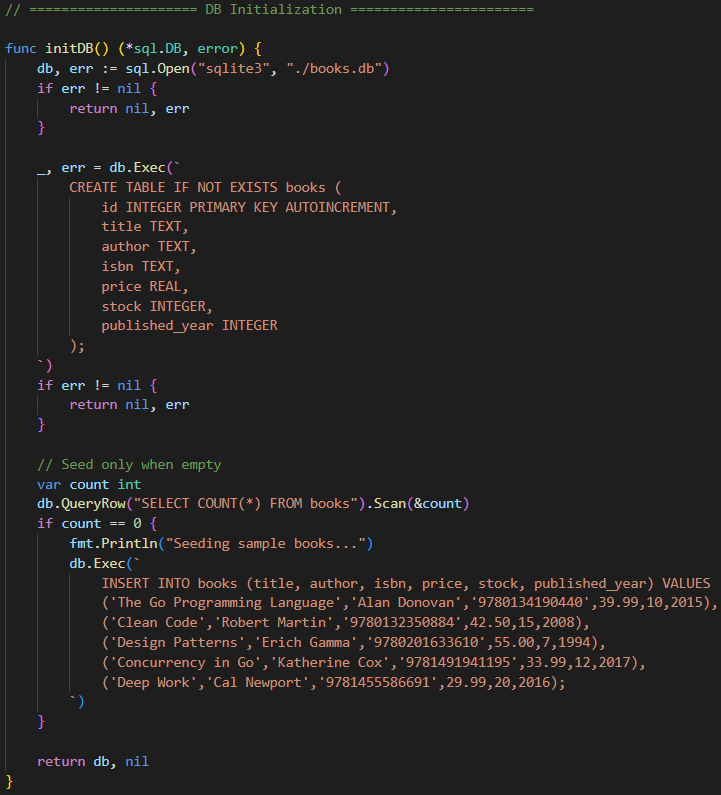 // ===================== DB Initialization =======================
func initDB() (*sql.DB, error) {
    db, err := sql.Open("sqlite3", "./books.db")
    if err != nil {
        return nil, err
    }

    _, err = db.Exec(`
        CREATE TABLE IF NOT EXISTS books (
            id INTEGER PRIMARY KEY AUTOINCREMENT,
            title TEXT,
            author TEXT,
            isbn TEXT,
            price REAL,
            stock INTEGER,
            published_year INTEGER
        );
    `)
    if err != nil {
        return nil, err
    }

    // Seed only when empty
    var count int
    db.QueryRow("SELECT COUNT(*) FROM books").Scan(&count)
    if count == 0 {
        fmt.Println("Seeding sample books...")
        db.Exec(`
            INSERT INTO books (title, author, isbn, price, stock, published_year) VALUES
            ('The Go Programming Language','Alan Donovan','9780134190440',39.99,10,2015),
            ('Clean Code','Robert Martin','9780132350884',42.50,15,2008),
            ('Design Patterns','Erich Gamma','9780201633610',55.00,7,1994),
            ('Concurrency in Go','Katherine Cox','9781491941195',33.99,12,2017),
            ('Deep Work','Cal Newport','9781455586691',29.99,20,2016);
        `)
    }

    return db, nil
}